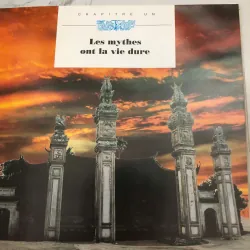 CHAPITRE UN
Les mythes
ont la vie dure